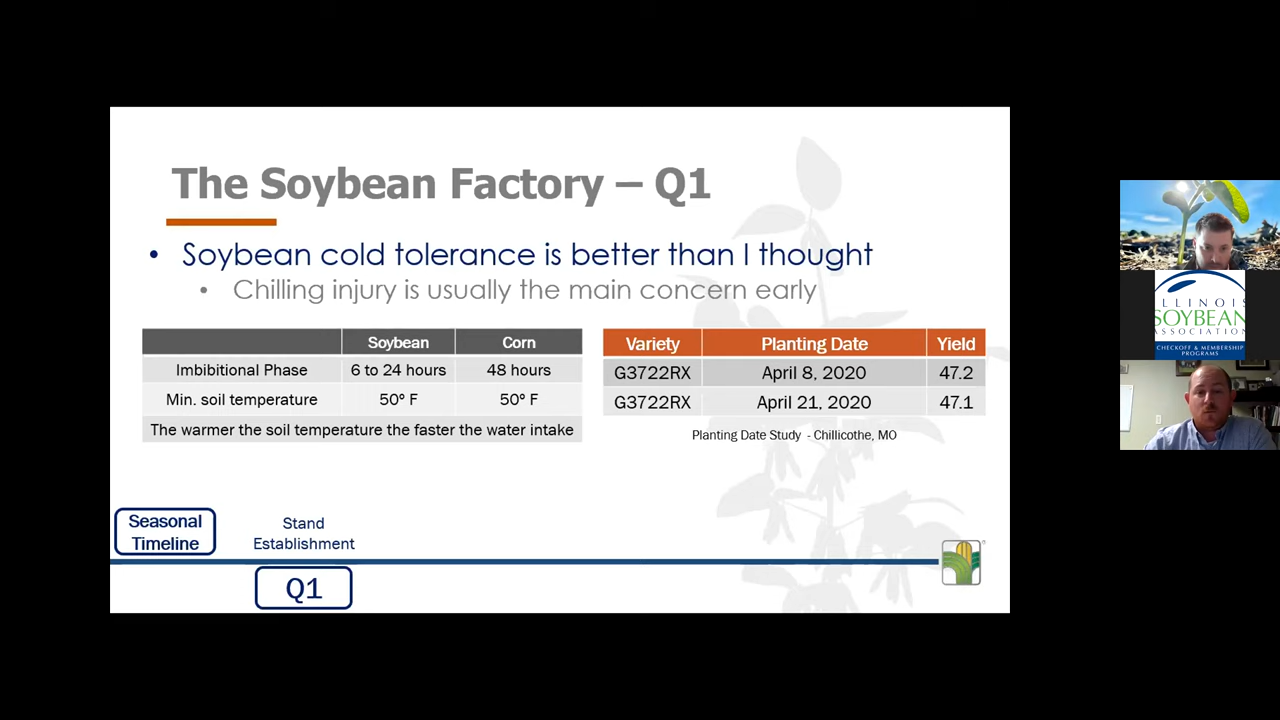 The Soybean Factory – Q1
• Soybean cold tolerance is better than I thought
• Chilling injury is usually the main concern early
Soybean Corn
Imbibitional Phase 6 to 24 hours 48 hours
Min. soil temperature 50º F 50º F
The warmer the soil temperature the faster the water intake
Variety Planting Date Yield
G3722RX April 8, 2020 47.2
G3722RX April 21, 2020 47.1
Planting Date Study - Chillicothe, MO
Seasonal
Timeline
Stand
Establishment
Q1
ILLINOIS
SOYBEAN
ASSOCIATION
CHECKOFF & MEMBERSHIP
PROGRAMS